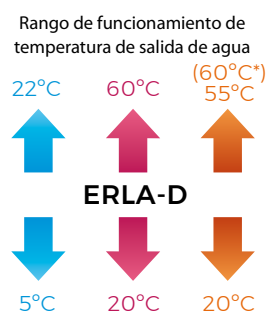 Rango de funcionamiento de
temperatura de salida de agua
(60°C*)
22°C 60°C 55°C
ERLA-D
5°C 20°C 20°C